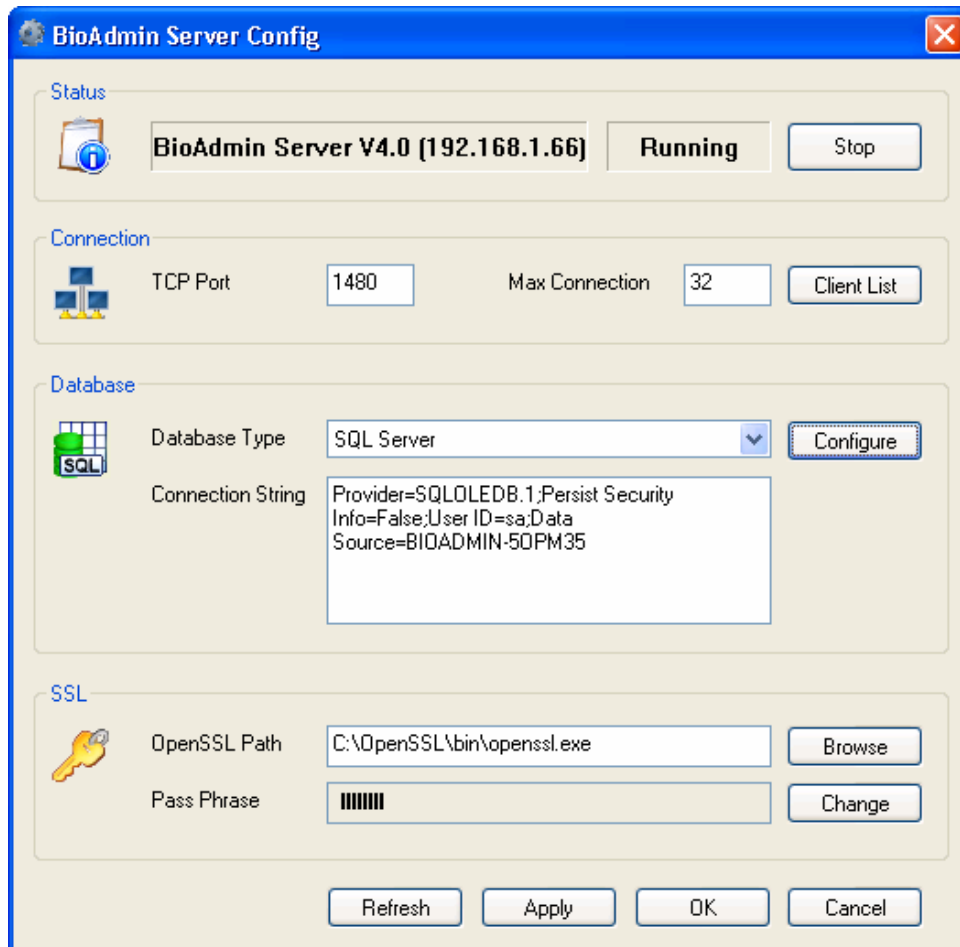 BioAdmin Server Config
Status
BioAdmin Server V4.0 (192.168.1.66) Running Stop
Connection
TCP Port 1480 Max Connection 32 Client List
Database
Database Type SQL Server Configure
SQL
Connection String Provider=SQLOLEDB.1;Persist Security
Info=False;User ID=sa;Data
Source=BIOADMIN-5OPM35
SSL
OpenSSL Path C:\OpenSSL\bin\openssl.exe Browse
Pass Phrase Change
Refresh Apply OK Cancel